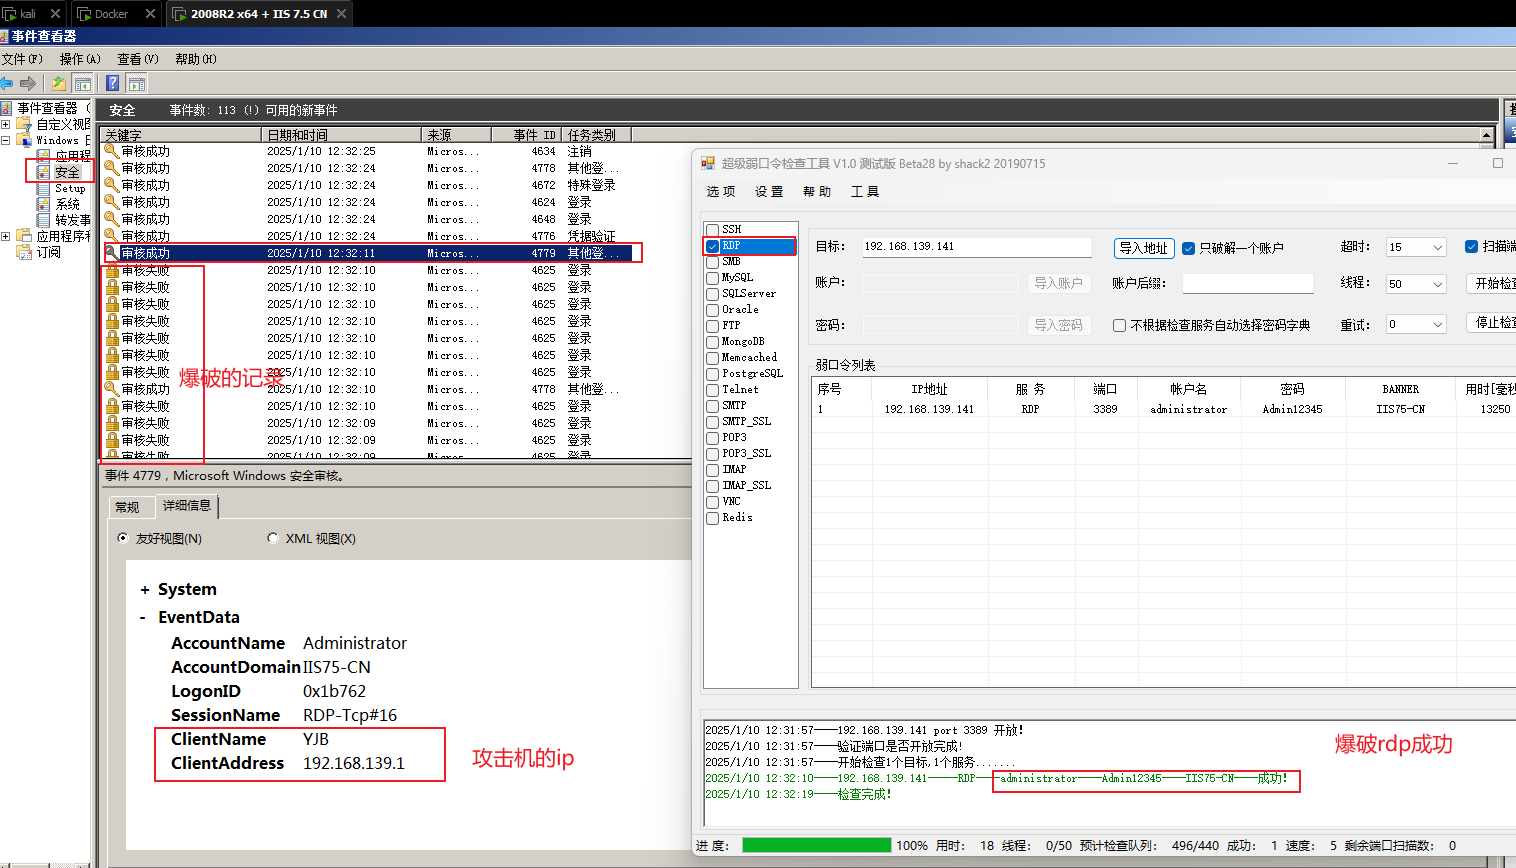 kali
Docker
2008R2 x64 + IIS 7.5 CN
事件查看器
文件(F) 操作(A) 查看(V) 帮助(H)
事件查看器 (
自定义视图
Windows 日
应用程
安全
Setup
系统
转发事
应用程序和
订阅
安全 事件数: 113 (!) 可用的新事件
关键字 日期和时间 来源 事件 ID 任务类别
审核成功 2025/1/10 12:32:25 Micros... 4634 注销
审核成功 2025/1/10 12:32:24 Micros... 4778 其他登...
审核成功 2025/1/10 12:32:24 Micros... 4672 特殊登录
审核成功 2025/1/10 12:32:24 Micros... 4624 登录
审核成功 2025/1/10 12:32:24 Micros... 4648 登录
审核成功 2025/1/10 12:32:24 Micros... 4776 凭据验证
审核成功 2025/1/10 12:32:11 Micros... 4779 其他登...
审核失败 2025/1/10 12:32:10 Micros... 4625 登录
审核失败 2025/1/10 12:32:10 Micros... 4625 登录
审核失败 2025/1/10 12:32:10 Micros... 4625 登录
审核失败 2025/1/10 12:32:10 Micros... 4625 登录
审核失败 2025/1/10 12:32:10 Micros... 4625 登录
审核失败 2025/1/10 12:32:10 Micros... 4625 登录
审核失败 2025/1/10 12:32:10 Micros... 4625 登录
审核成功 2025/1/10 12:32:10 Micros... 4778 其他登...
审核失败 2025/1/10 12:32:10 Micros... 4625 登录
审核失败 2025/1/10 12:32:09 Micros... 4625 登录
审核失败 2025/1/10 12:32:09 Micros... 4625 登录
审核失败 2025/1/10 12:32:09 Micros... 4625 登录
爆破的记录
事件 4779，Microsoft Windows 安全审核。
常规 详细信息
友好视图(N) XML 视图(X)
+ System
- EventData
AccountName Administrator
AccountDomain IIS75-CN
LogonID 0x1b762
SessionName RDP-Tcp#16
ClientName YJB
ClientAddress 192.168.139.1
攻击机的ip
超级弱口令检查工具 V1.0 测试版 Beta28 by shack2 20190715
选项 设置 帮助 工具
SSH
RDP
SMB
MySQL
SQLServer
Oracle
FTP
MongoDB
Memcached
PostgreSQL
Telnet
SMTP
SMTP_SSL
POP3
POP3_SSL
IMAP
IMAP_SSL
VNC
Redis
目标: 192.168.139.141 导入地址 只破解一个账户 超时: 15 扫描端
账户: 导入账户 账户后缀: 线程: 50 开始检查
密码: 导入密码 不根据检查服务自动选择密码字典 重试: 0 停止检查
弱口令列表
序号 IP地址 服 务 端口 帐户名 密码 BANNER 用时[毫秒
1 192.168.139.141 RDP 3389 administrator Admin12345 IIS75-CN 13250
2025/1/10 12:31:57——192.168.139.141 port 3389 开放！
2025/1/10 12:31:57——验证端口是否开放完成！
2025/1/10 12:31:57——开始检查1个目标,1个服务.......
2025/1/10 12:32:10——192.168.139.141——RDP——administrator——Admin12345——IIS75-CN——成功！
2025/1/10 12:32:19——检查完成！
爆破rdp成功
进 度: 100% 用时: 18 线程: 0/50 预计检查队列: 496/440 成功: 1 速度: 5 剩余端口扫描数: 0